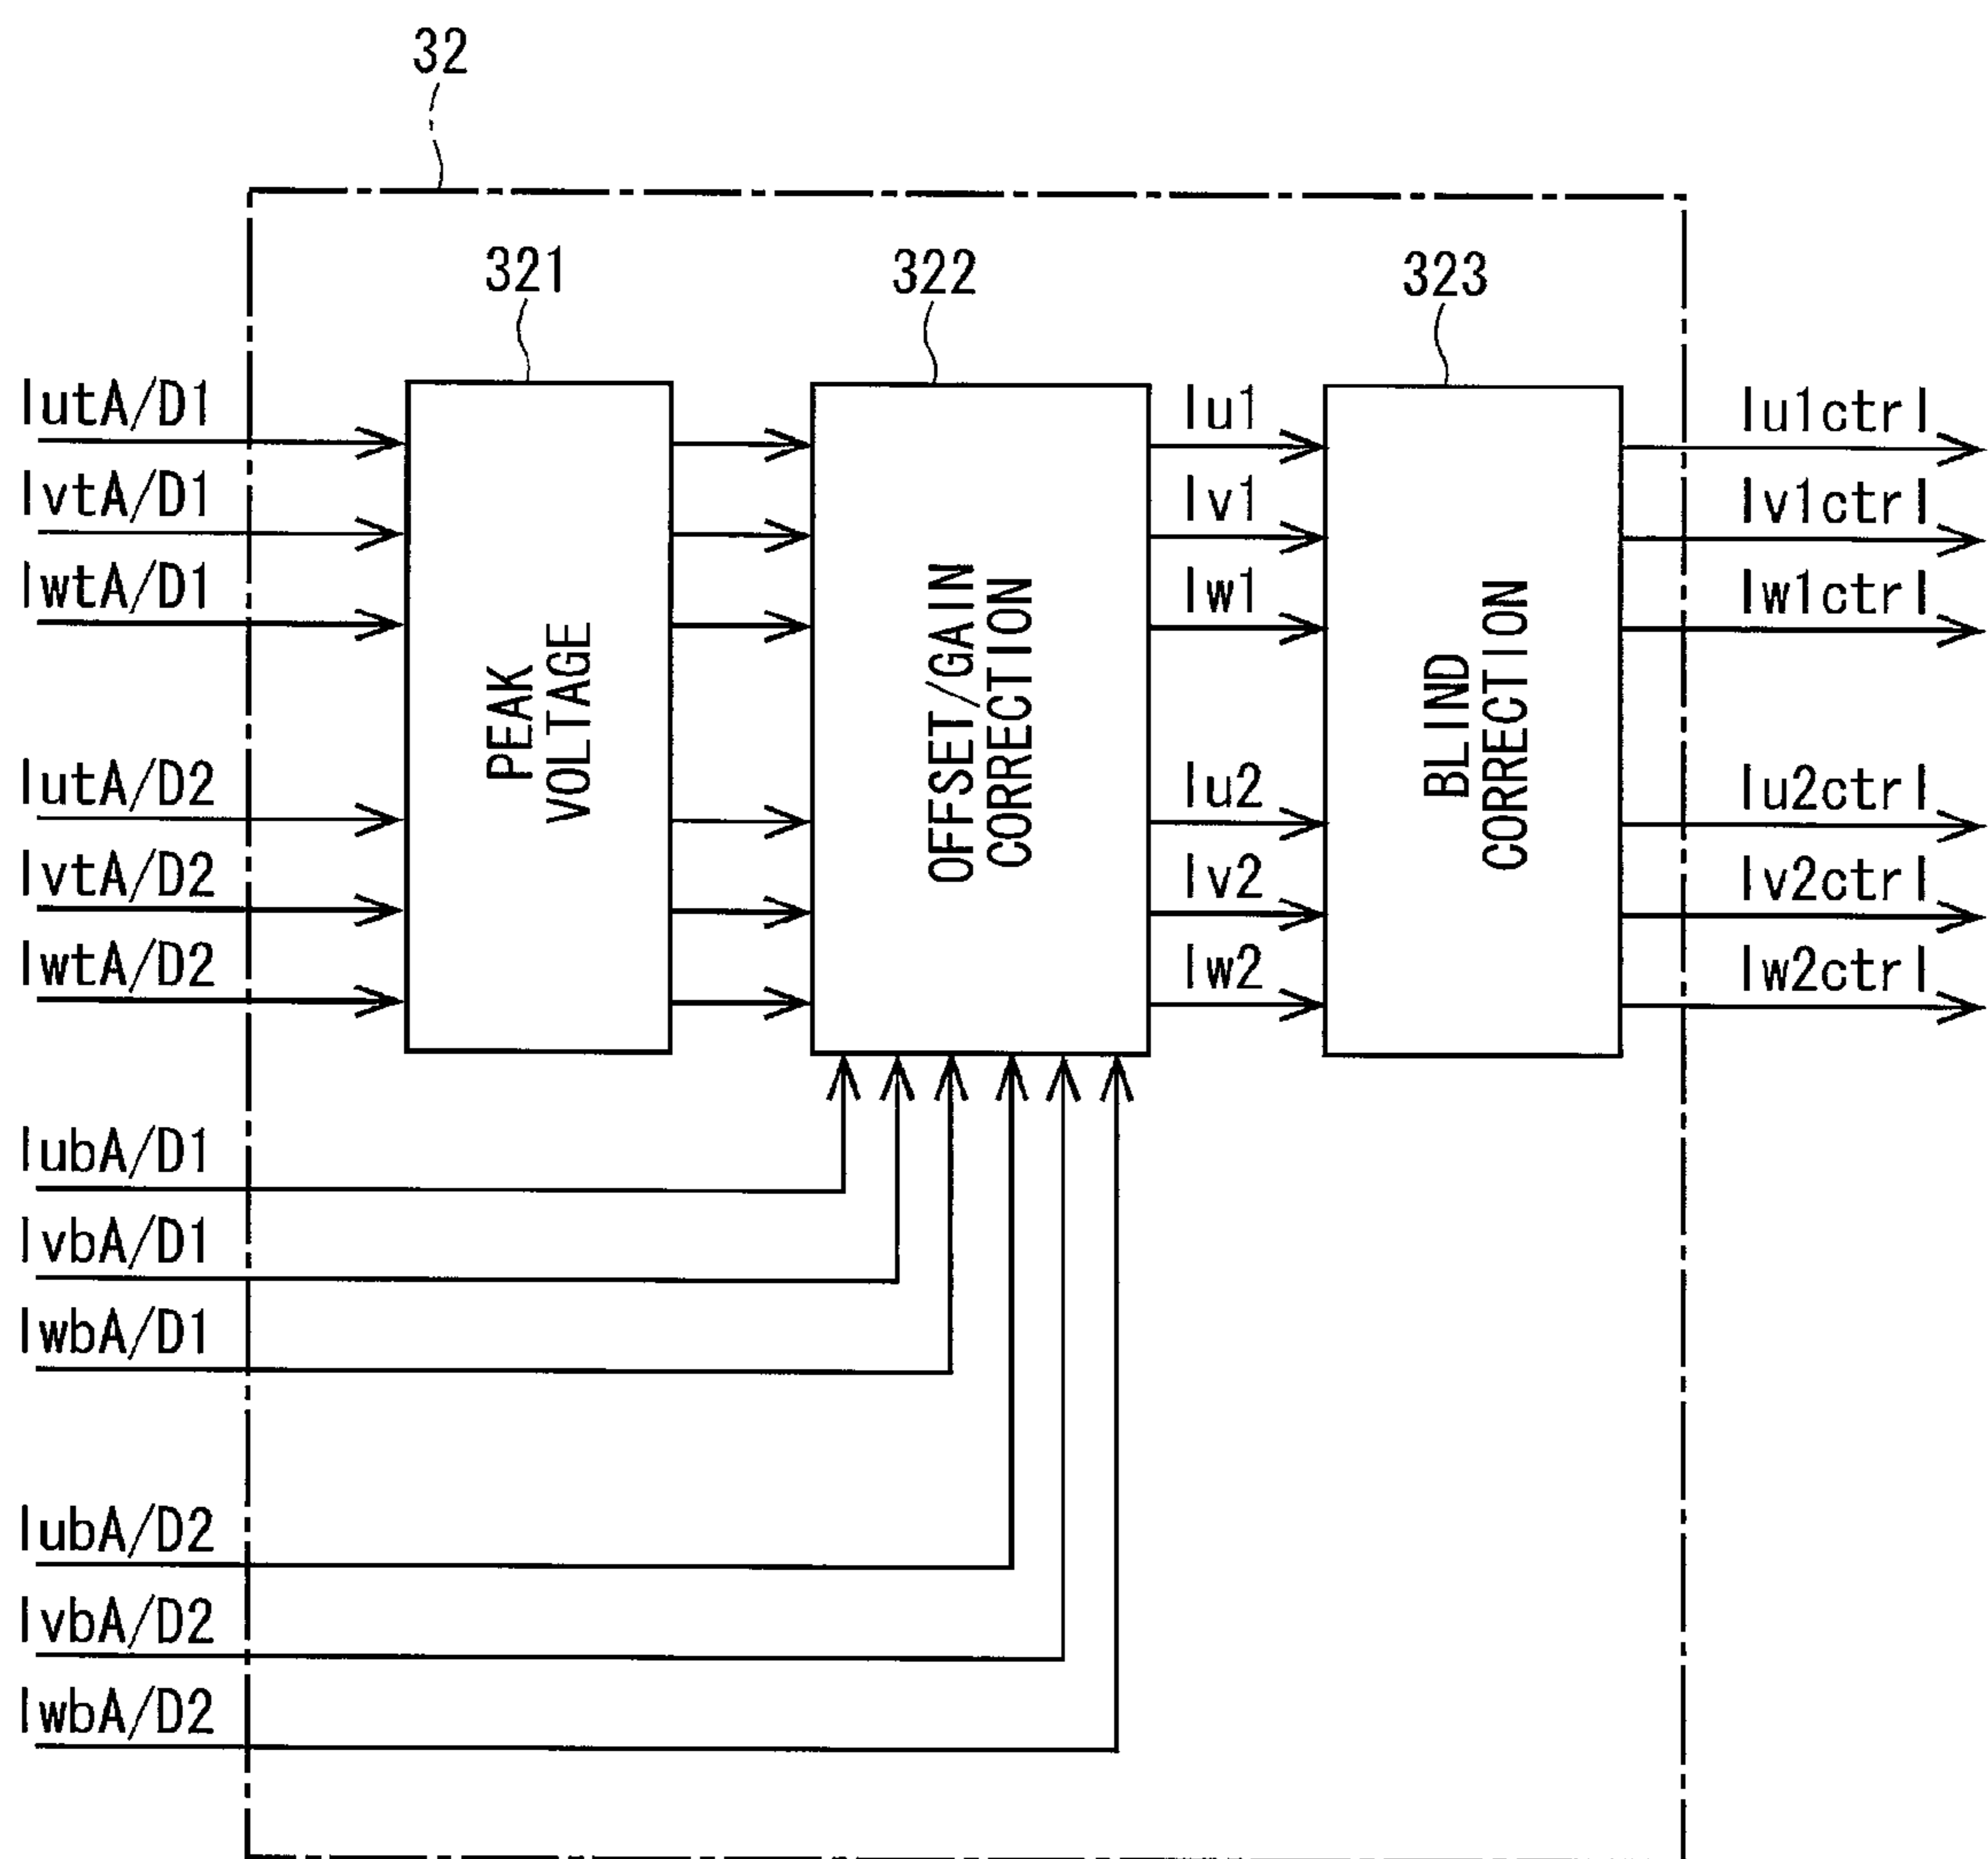 32
321
322
323
IutA/D1
IvtA/D1
IwtA/D1
IutA/D2
IvtA/D2
IwtA/D2
PEAK
VOLTAGE
OFFSET/GAIN
CORRECTION
Iu1
Iv1
Iw1
Iu2
Iv2
Iw2
BLIND
CORRECTION
Iu1ctrl
Iv1ctrl
Iw1ctrl
Iu2ctrl
Iv2ctrl
Iw2ctrl
IubA/D1
IvbA/D1
IwbA/D1
IubA/D2
IvbA/D2
IwbA/D2